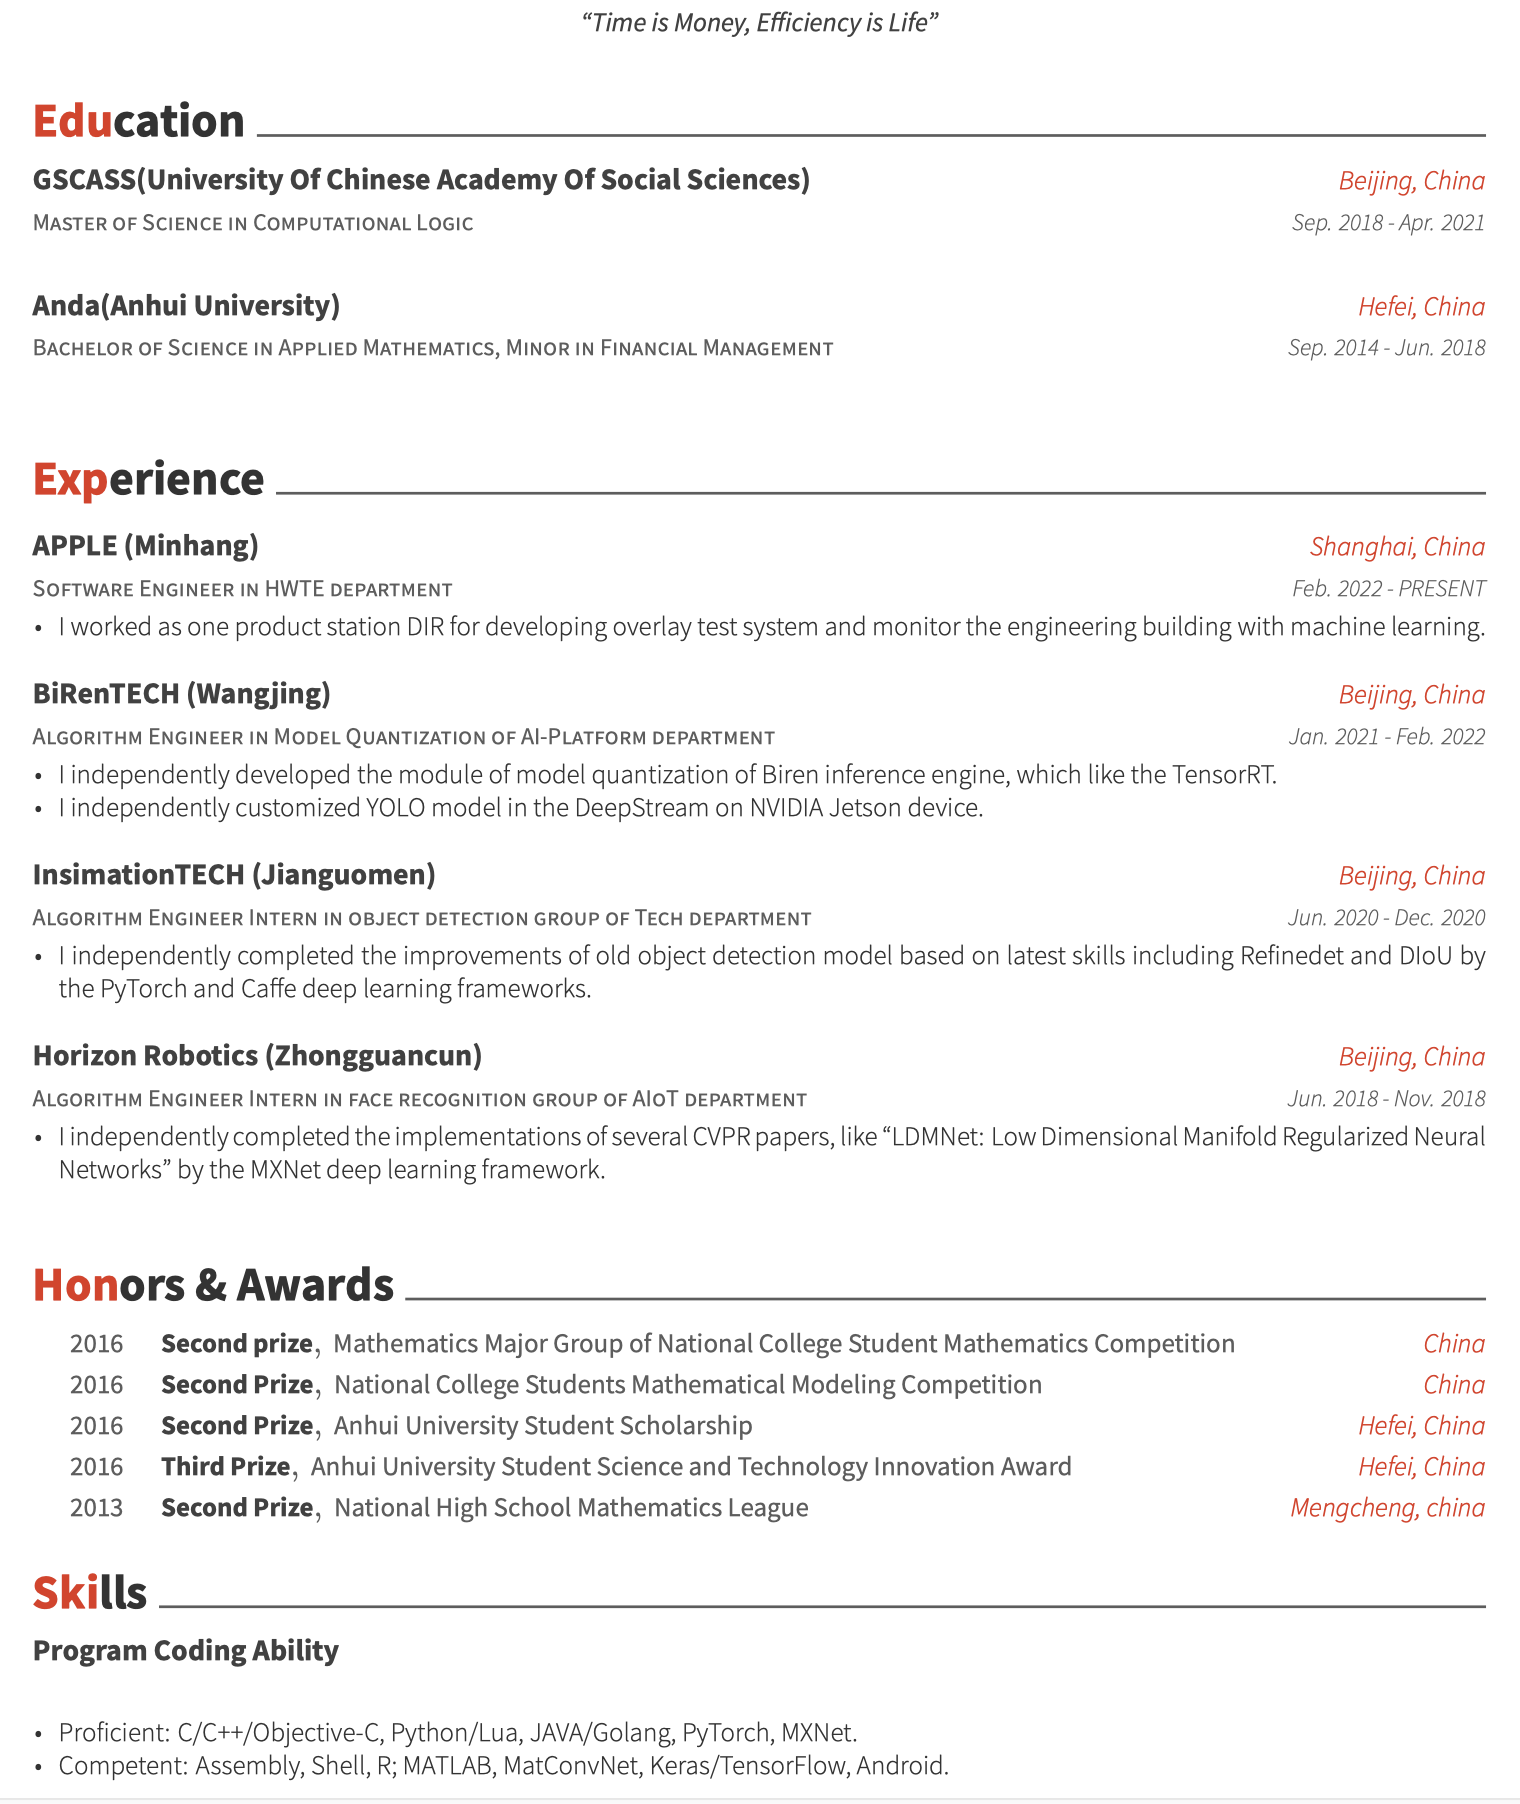 “Time is Money, Efficiency is Life”
Education
GSCASS(University Of Chinese Academy Of Social Sciences) Beijing, China
Master of Science in Computational Logic Sep. 2018 - Apr. 2021
Anda(Anhui University) Hefei, China
Bachelor of Science in Applied Mathematics, Minor in Financial Management Sep. 2014 - Jun. 2018
Experience
APPLE (Minhang) Shanghai, China
Software Engineer in HWTE department Feb. 2022 - PRESENT
• I worked as one product station DIR for developing overlay test system and monitor the engineering building with machine learning.
BiRenTECH (Wangjing) Beijing, China
Algorithm Engineer in Model Quantization of AI-Platform department Jan. 2021 - Feb. 2022
• I independently developed the module of model quantization of Biren inference engine, which like the TensorRT.
• I independently customized YOLO model in the DeepStream on NVIDIA Jetson device.
InsimationTECH (Jianguomen) Beijing, China
Algorithm Engineer Intern in object detection group of Tech department Jun. 2020 - Dec. 2020
• I independently completed the improvements of old object detection model based on latest skills including Refinedet and DIoU by
the PyTorch and Caffe deep learning frameworks.
Horizon Robotics (Zhongguancun) Beijing, China
Algorithm Engineer Intern in face recognition group of AIoT department Jun. 2018 - Nov. 2018
• I independently completed the implementations of several CVPR papers, like “LDMNet: Low Dimensional Manifold Regularized Neural
Networks” by the MXNet deep learning framework.
Honors & Awards
2016 Second prize, Mathematics Major Group of National College Student Mathematics Competition China
2016 Second Prize, National College Students Mathematical Modeling Competition China
2016 Second Prize, Anhui University Student Scholarship Hefei, China
2016 Third Prize, Anhui University Student Science and Technology Innovation Award Hefei, China
2013 Second Prize, National High School Mathematics League Mengcheng, china
Skills
Program Coding Ability
• Proficient: C/C++/Objective-C, Python/Lua, JAVA/Golang, PyTorch, MXNet.
• Competent: Assembly, Shell, R; MATLAB, MatConvNet, Keras/TensorFlow, Android.